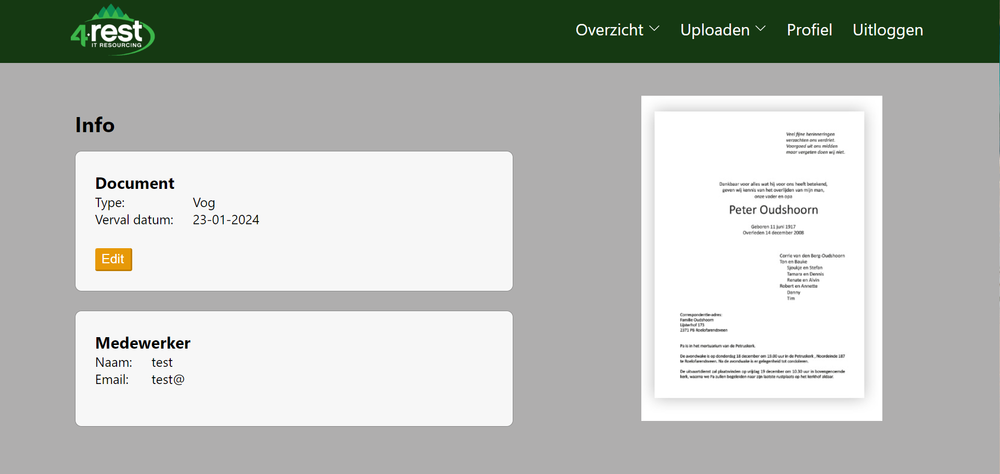 4.rest
IT RESOURCING
Overzicht
Uploaden
Profiel
Uitloggen
Info
Document
Type: Vog
Verval datum: 23-01-2024
Edit
Medewerker
Naam: test
Email: test@
Veel fijne herinneringen
verzachten ons verdriet.
Voorgoed uit ons midden
maar vergeten doen wij niet.
Dankbaar voor alles wat hij voor ons heeft betekend,
geven wij kennis van het overlijden van mijn man,
onze vader en opa
Peter Oudshoorn
Geboren 11 juni 1917
Overleden 14 december 2008
Corrie van den Berg-Oudshoorn
Ton en Bauke
Sjoukje en Stefan
Tamara en Dennis
Renate en Alvin
Robert en Annette
Danny
Tim
Correspondentie-adres:
Familie Oudshoorn
Lijsterhof 173
2371 PB Roelofarendsveen
Pa is in het mortuarium van de Petruskerk.
De avondwake is op donderdag 18 december om 19.00 uur in de Petruskerk , Noordeinde 187
te Roelofarendsveen. Na de avondwake is er gelegenheid tot condoleren.
De uitvaartdienst zal plaatsvinden op vrijdag 19 december om 10.30 uur in bovengenoemde
kerk, waarna we Pa zullen begeleiden naar zijn laatste rustplaats op het kerkhof aldaar.